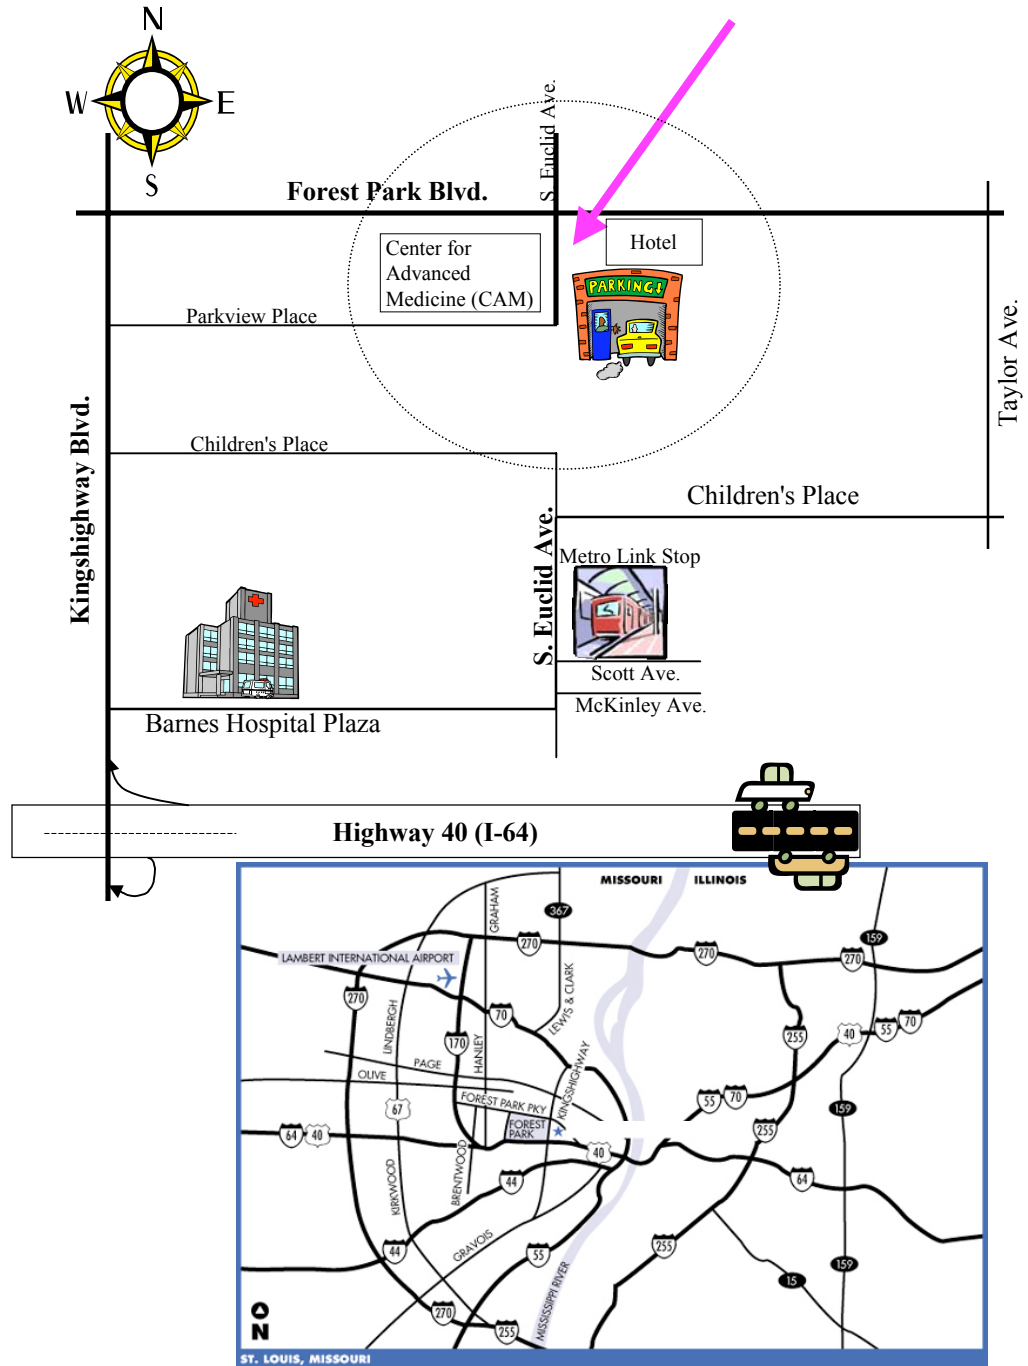 N
W E
S
S. Euclid Ave.
Forest Park Blvd.
Center for
Advanced
Medicine (CAM)
Hotel
PARKING
Parkview Place
Taylor Ave.
Kingshighway Blvd.
Children's Place
Children's Place
S. Euclid Ave.
Metro Link Stop
Scott Ave.
McKinley Ave.
Barnes Hospital Plaza
Highway 40 (I-64)
MISSOURI ILLINOIS
GRAHAM
367
159
270
270
270
LAMBERT INTERNATIONAL AIRPORT
270
LINDBERGH
70
LEWIS & CLARK
170
HANLEY
255
40
55
70
PAGE
OLIVE
KINGSHIGHWAY
FOREST PARK PKY
67
55
70
159
FOREST
PARK
64
40
255
40
BRENTWOOD
KIRKWOOD
44
64
GRAVOIS
44
55
255
159
15
MISSISSIPPI RIVER
270
255
N
ST. LOUIS, MISSOURI